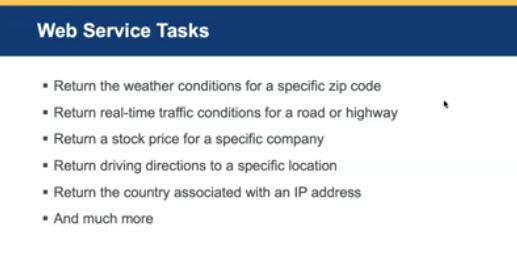 Web Service Tasks
▪ Return the weather conditions for a specific zip code
▪ Return real-time traffic conditions for a road or highway
▪ Return a stock price for a specific company
▪ Return driving directions to a specific location
▪ Return the country associated with an IP address
▪ And much more